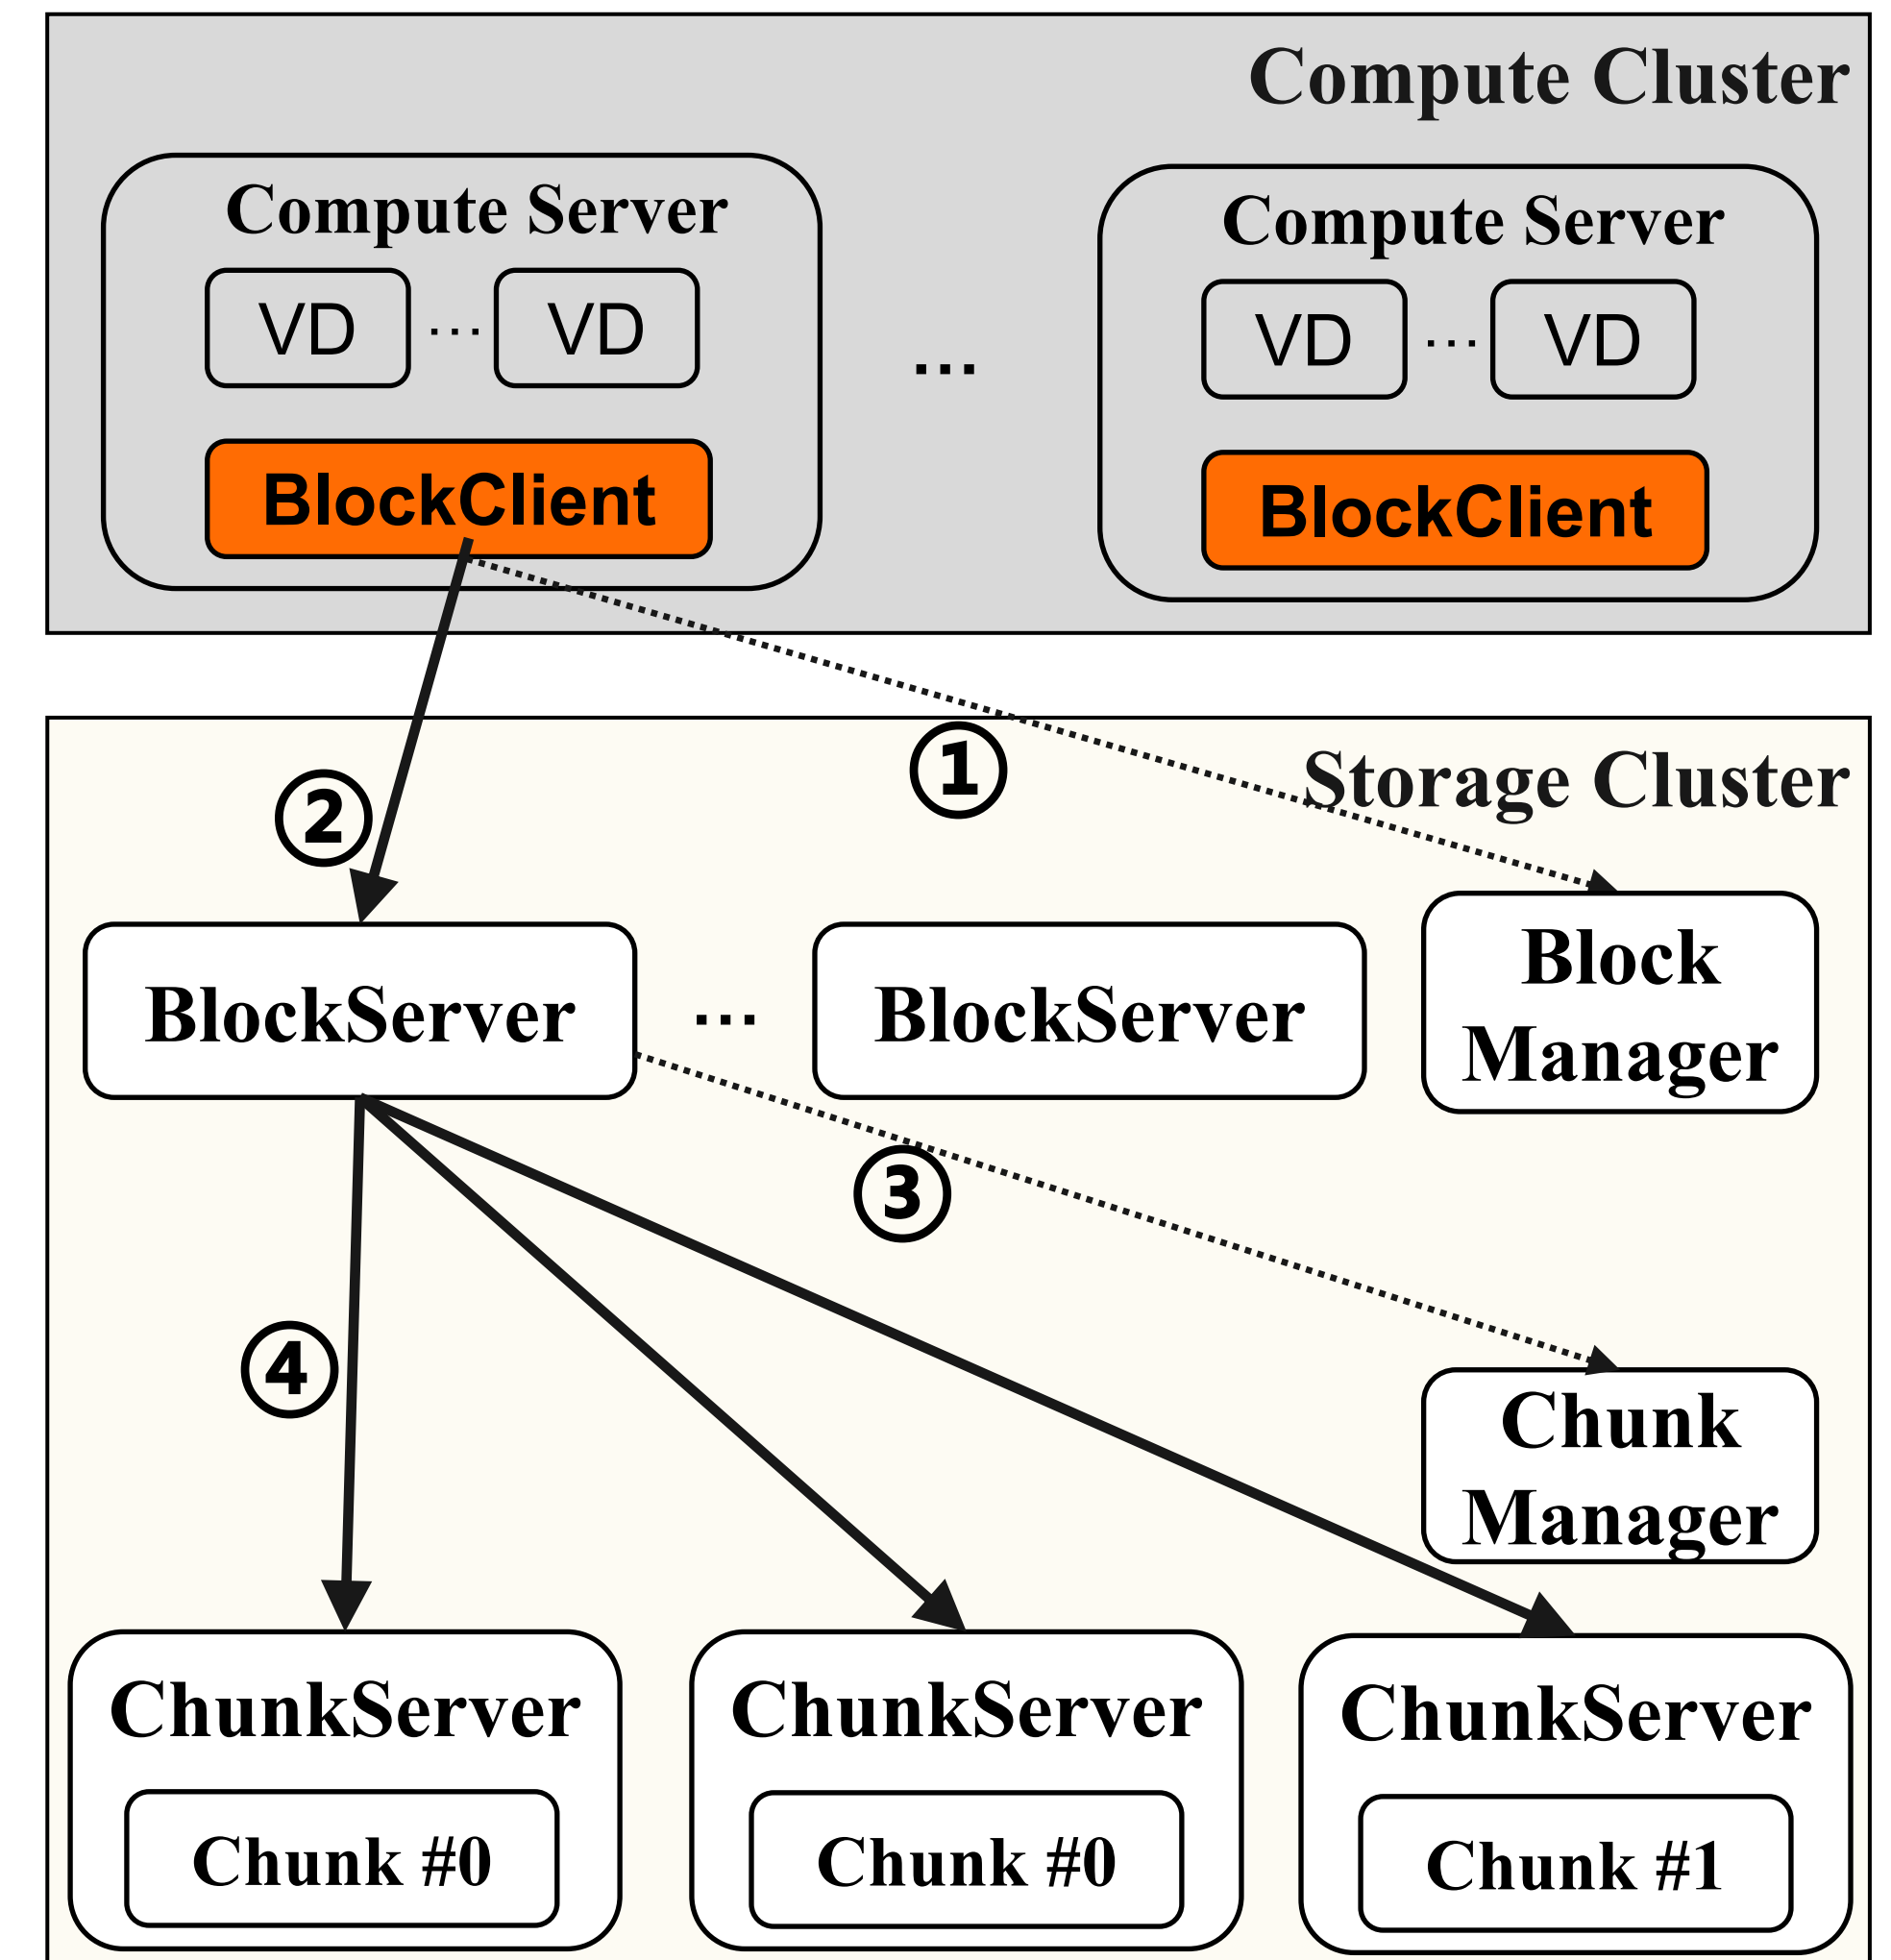 Compute Cluster
Compute Server
VD ... VD
BlockClient
...
Compute Server
VD ... VD
BlockClient
①
Storage Cluster
②
BlockServer ... BlockServer
Block
Manager
③
④
Chunk
Manager
ChunkServer
Chunk #0
ChunkServer
Chunk #0
ChunkServer
Chunk #1